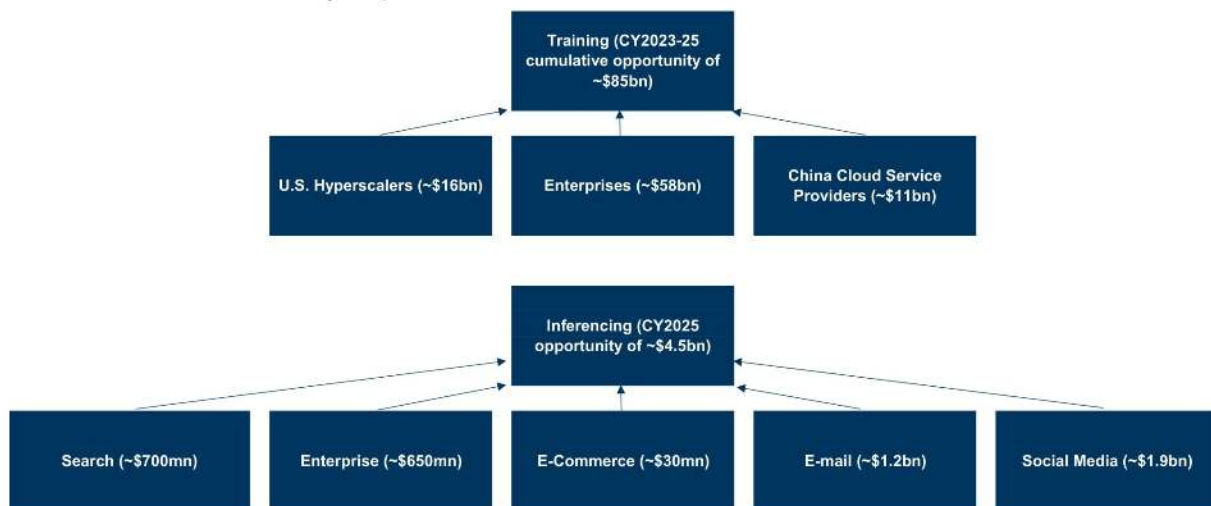 Training (CY2023-25
cumulative opportunity of
~$85bn)
U.S. Hyperscalers (~$16bn)
Enterprises (~$58bn)
China Cloud Service
Providers (~$11bn)
Inferencing (CY2025
opportunity of ~$4.5bn)
Search (~$700mn)
Enterprise (~$650mn)
E-Commerce (~$30mn)
E-mail (~$1.2bn)
Social Media (~$1.9bn)